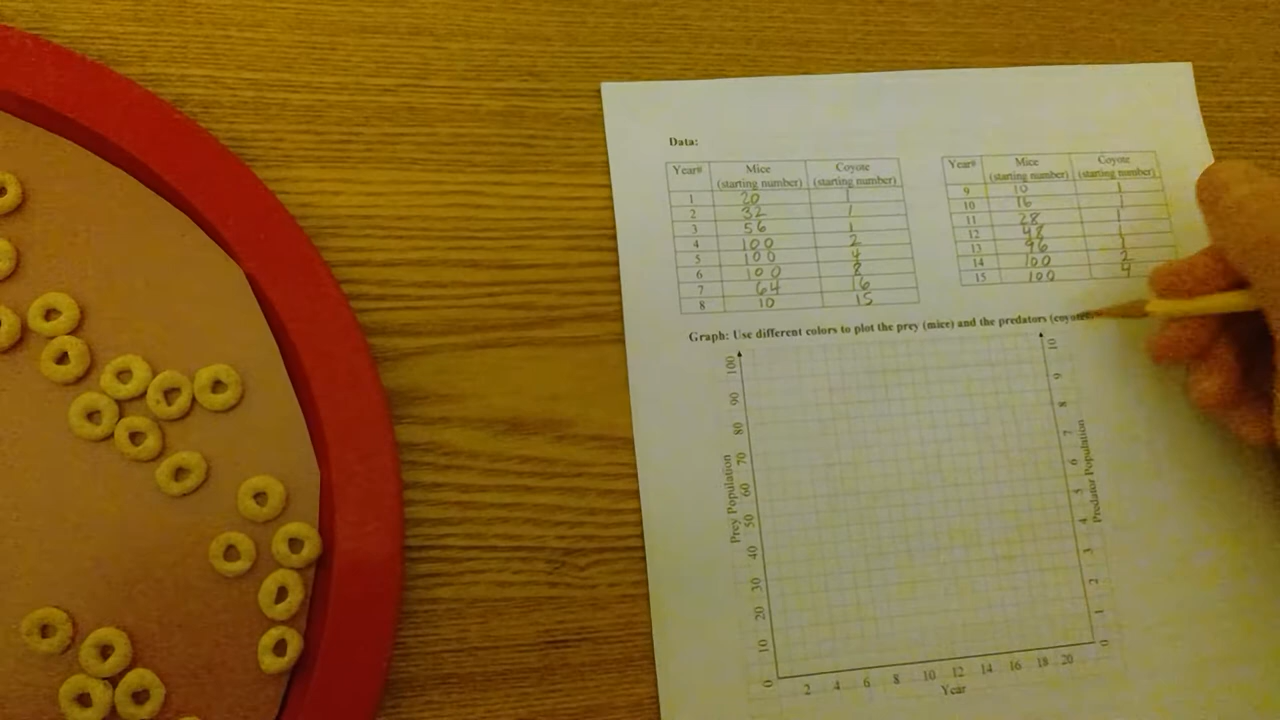 Data:
Year# Mice (starting number) Coyote (starting number)
1 20 1
2 32 1
3 56 1
4 100 2
5 100 4
6 100 8
7 64 16
8 10 15
Year# Mice (starting number) Coyote (starting number)
9 10 1
10 16 1
11 28 1
12 48 1
13 96 1
14 100 2
15 100 4
Graph: Use different colors to plot the prey (mice) and the predators
Prey Population
100
90
80
70
60
50
40
30
20
10
0
10
9
8
7
6
5
4
3
2
1
0
Predator Population
2 4 6 8 10 12 14 16 18 20
Year